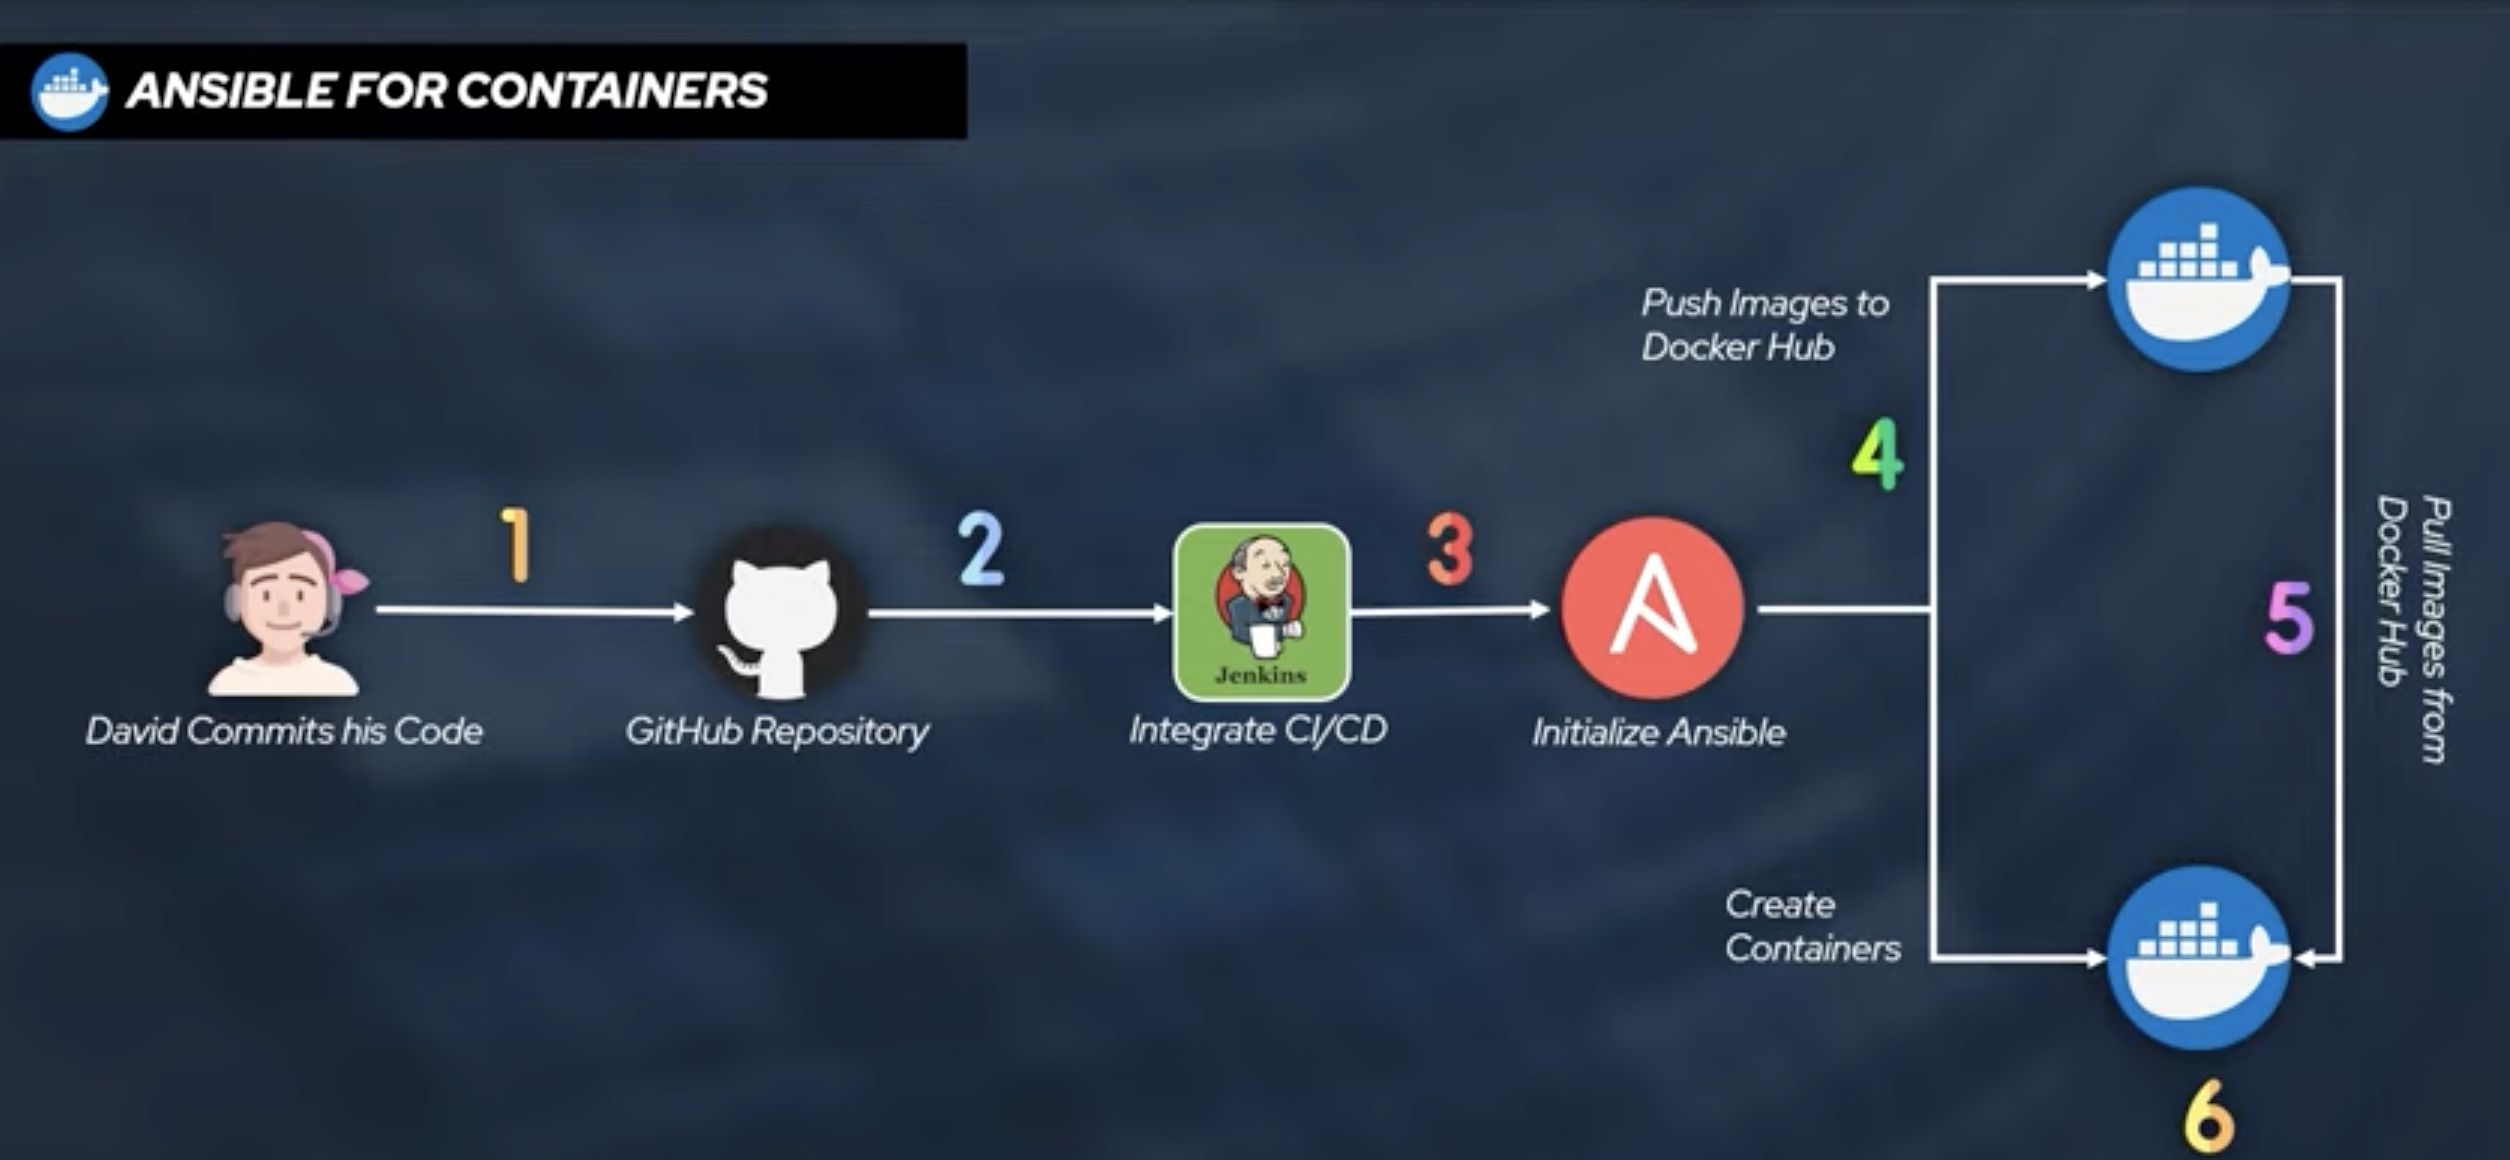 ANSIBLE FOR CONTAINERS
1
2
3
4
5
6
David Commits his Code
GitHub Repository
Jenkins
Integrate CI/CD
Initialize Ansible
Push Images to
Docker Hub
Pull Images from
Docker Hub
Create
Containers